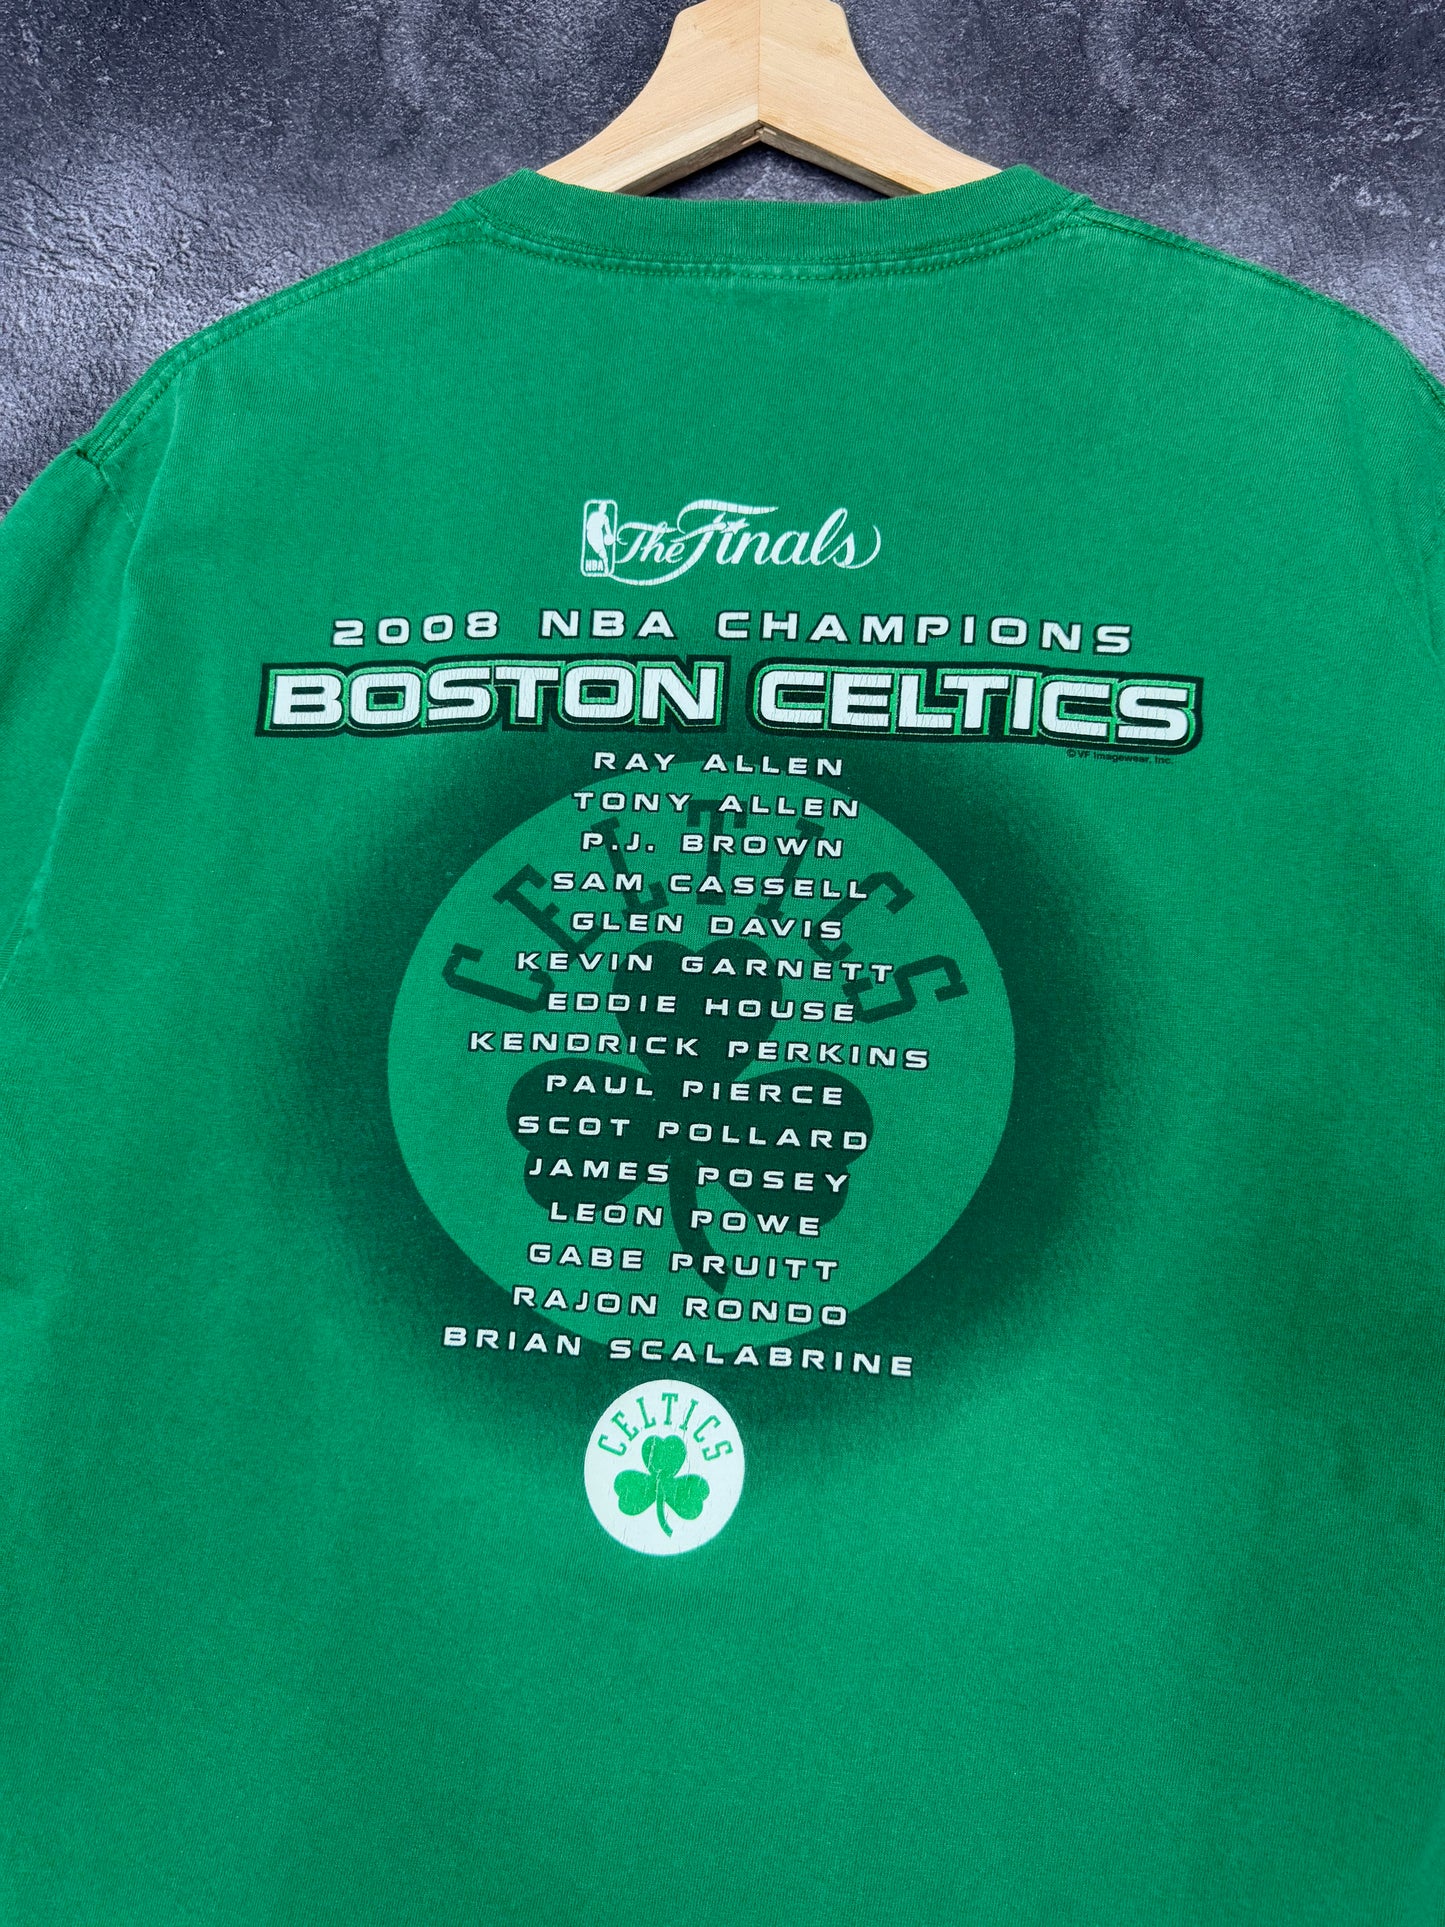 NBA The Finals
2008 NBA CHAMPIONS
BOSTON CELTICS
© VF Imagewear, Inc.
RAY ALLEN
TONY ALLEN
P.J. BROWN
SAM CASSELL
GLEN DAVIS
KEVIN GARNETT
EDDIE HOUSE
KENDRICK PERKINS
PAUL PIERCE
SCOT POLLARD
JAMES POSEY
LEON POWE
GABE PRUITT
RAJON RONDO
BRIAN SCALABRINE
CELTICS
CELTICS